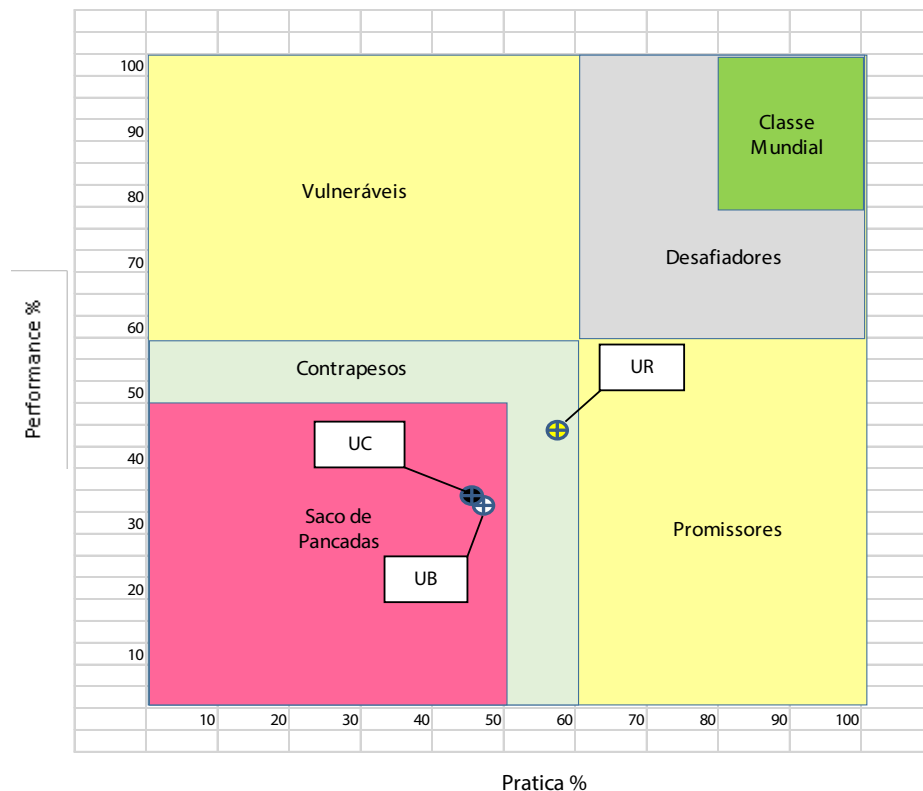 100
Classe
Mundial
90
Vulneráveis
80
Desafiadores
70
Performance %
60
Contrapesos
UR
50
UC
40
Saco de
Pancadas
30
Promissores
UB
20
10
10 20 30 40 50 60 70 80 90 100
Pratica %